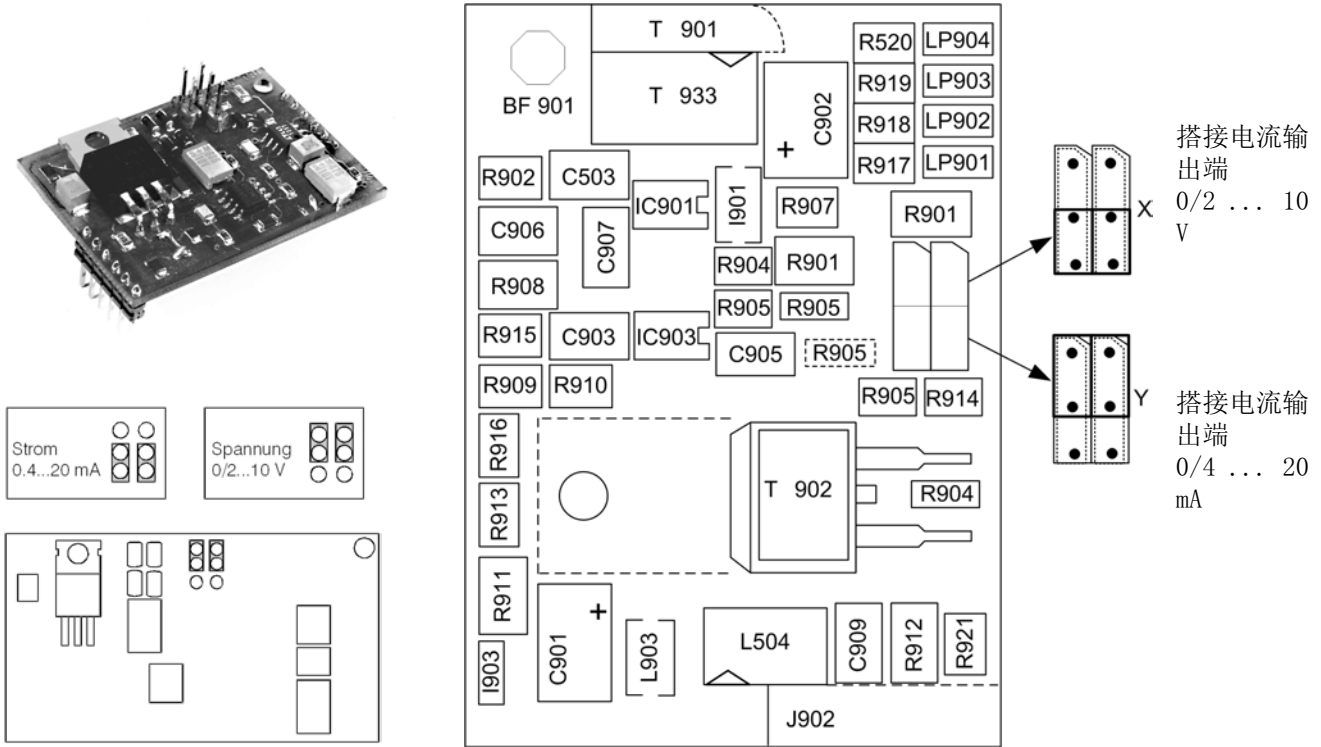 T 901
T 933
BF 901
C902
R520
LP904
R919
LP903
R918
LP902
R917
LP901
R902
C503
IC901
I901
R907
R901
C906
C907
R904
R901
R908
R905
R905
R915
C903
IC903
C905
R905
R909
R910
R905
R914
R916
T 902
R904
R913
R911
C901
L903
L504
C909
R912
R921
I903
J902
X
搭接电流输
出端
0/2 ... 10
V
Y
搭接电流输
出端
0/4 ... 20
mA
Strom
0.4...20 mA
Spannung
0/2...10 V
+
+